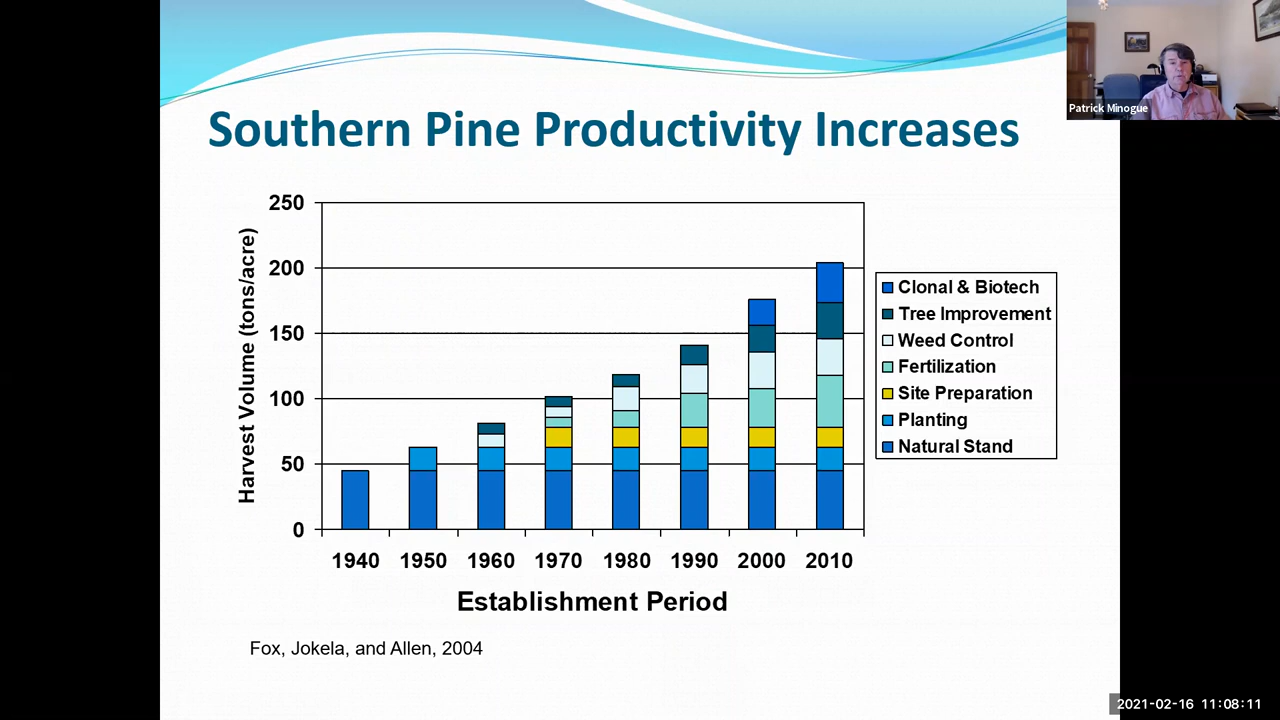 Patrick Minogue
Southern Pine Productivity Increases
Harvest Volume (tons/acre)
250
200
150
100
50
0
1940 1950 1960 1970 1980 1990 2000 2010
Establishment Period
Clonal & Biotech
Tree Improvement
Weed Control
Fertilization
Site Preparation
Planting
Natural Stand
Fox, Jokela, and Allen, 2004
2021-02-16 11:08:11